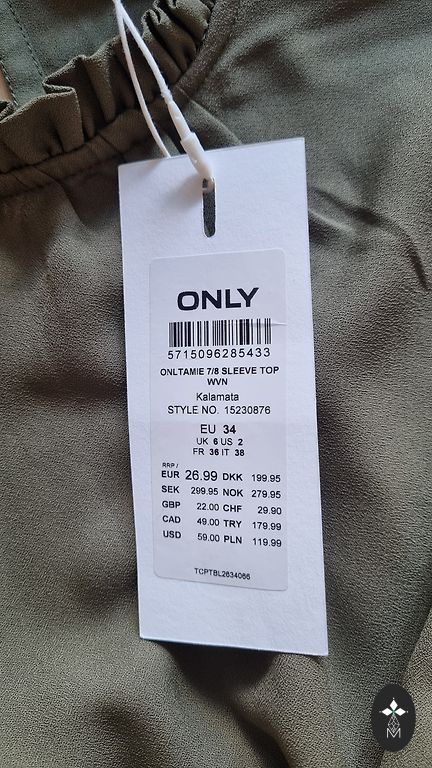 ONLY
5715096285433
ONLTAMIE 7/8 SLEEVE TOP
WVN
Kalamata
STYLE NO. 15230876
EU 34
UK 6 US 2
FR 36 IT 38
RRP /
EUR 26.99 DKK 199.95
SEK 299.95 NOK 279.95
GBP 22.00 CHF 29.90
CAD 49.00 TRY 179.99
USD 59.00 PLN 119.99
TCPTBL2634066
M